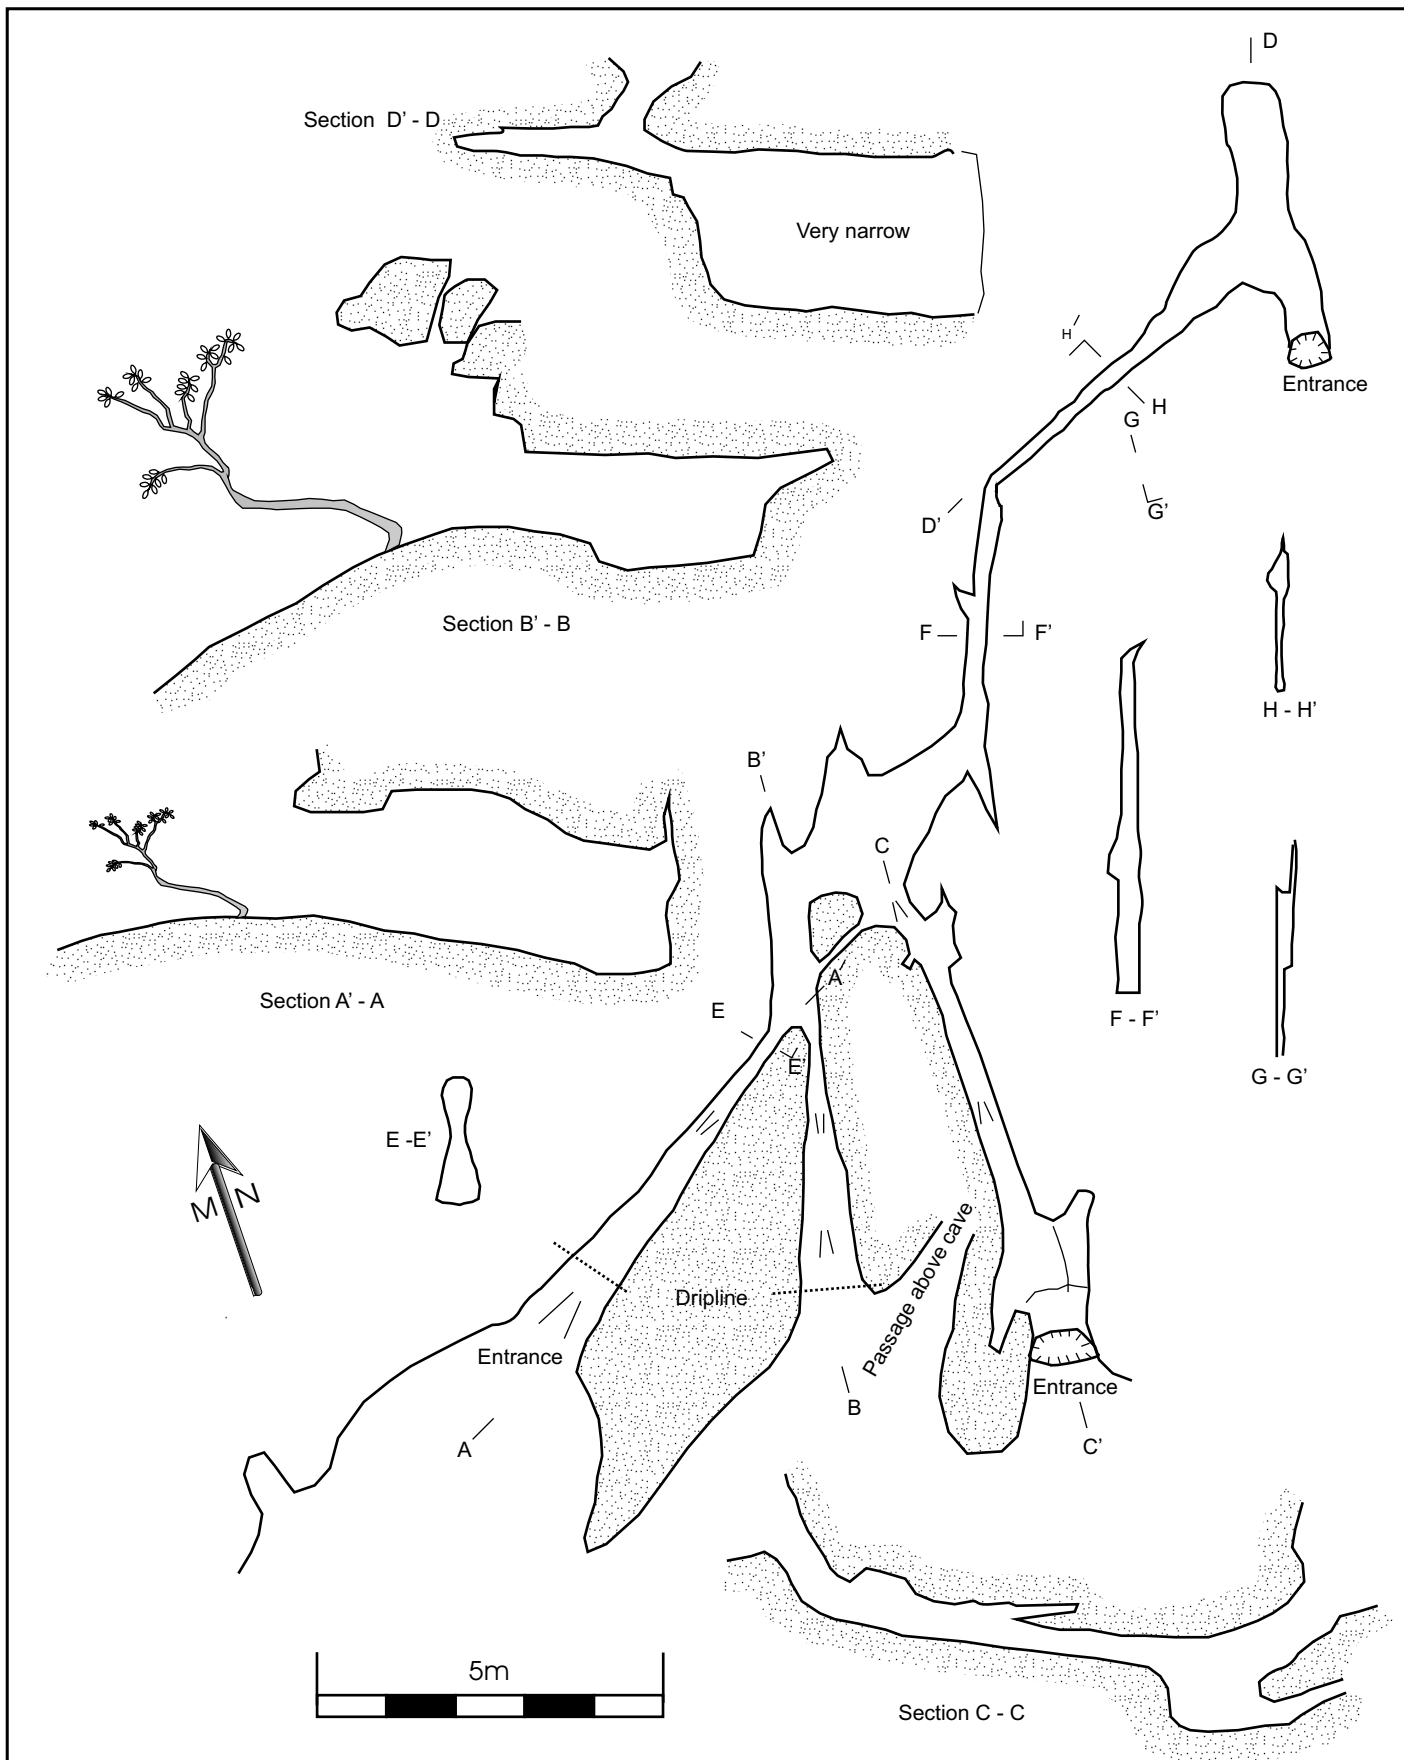 D
Section D' - D
Very narrow
H'
Entrance
H
G
D'
G'
Section B' - B
F
F'
H - H'
B'
C
A'
Section A' - A
E
F - F'
E'
G - G'
E -E'
M N
Passage above cave
Dripline
Entrance
Entrance
B
A
C'
5m
Section C - C